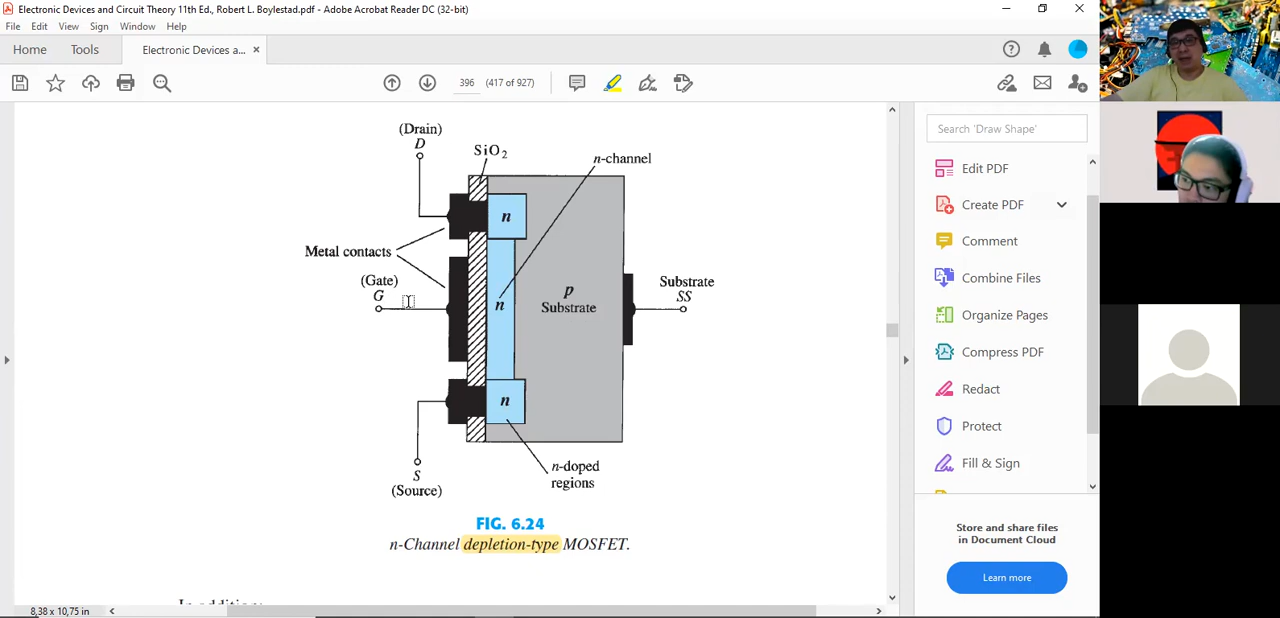 Electronic Devices and Circuit Theory 11th Ed., Robert L. Boylestad.pdf - Adobe Acrobat Reader DC (32-bit)
File Edit View Sign Window Help
Home Tools Electronic Devices a... ×
396 (417 of 927)
Search 'Draw Shape'
Edit PDF
Create PDF
Comment
Combine Files
Organize Pages
Compress PDF
Redact
Protect
Fill & Sign
Store and share files
in Document Cloud
Learn more
(Drain)
D
SiO2
n-channel
n
Metal contacts
(Gate)
G
n
p
Substrate
Substrate
SS
n
S
(Source)
n-doped
regions
FIG. 6.24
n-Channel depletion-type MOSFET.
In addition:
8,38 x 10,75 in